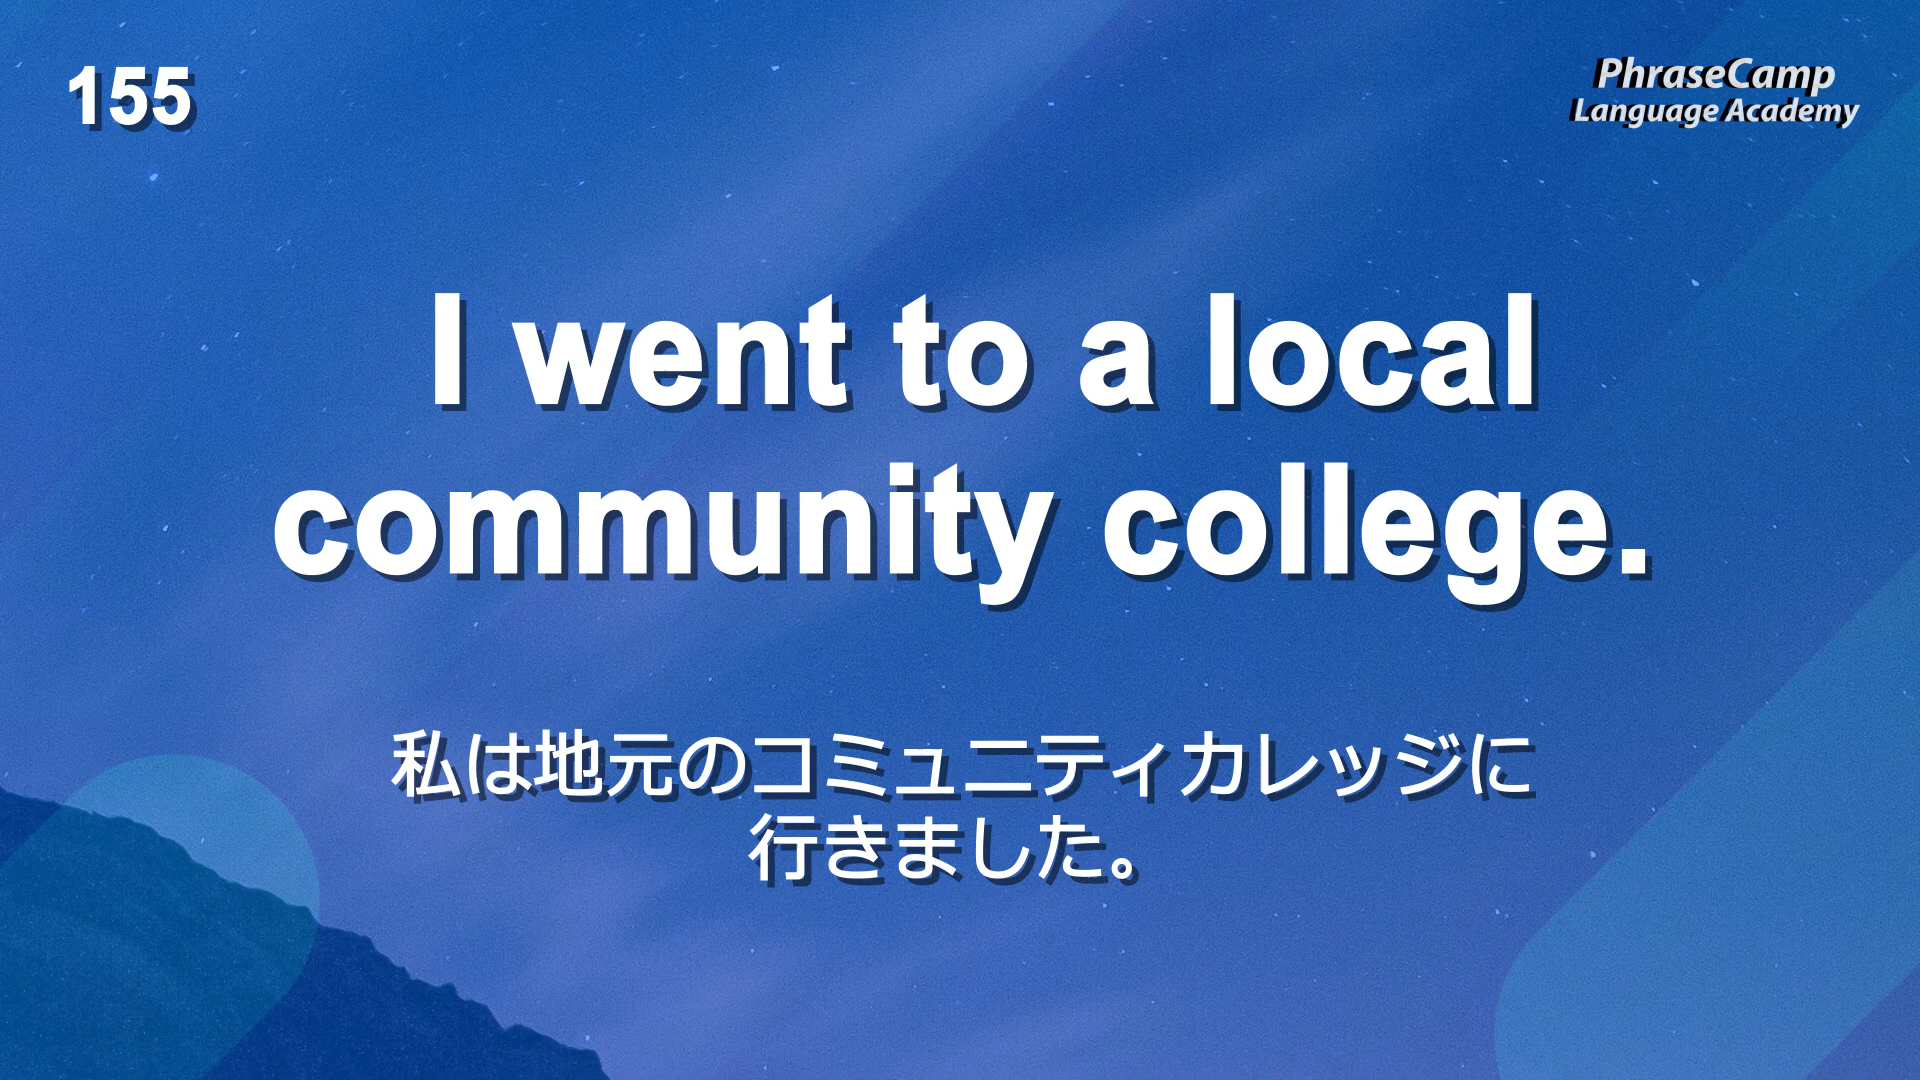 155
PhraseCamp
Language Academy
I went to a local
community college.
私は地元のコミュニティカレッジに
行きました。